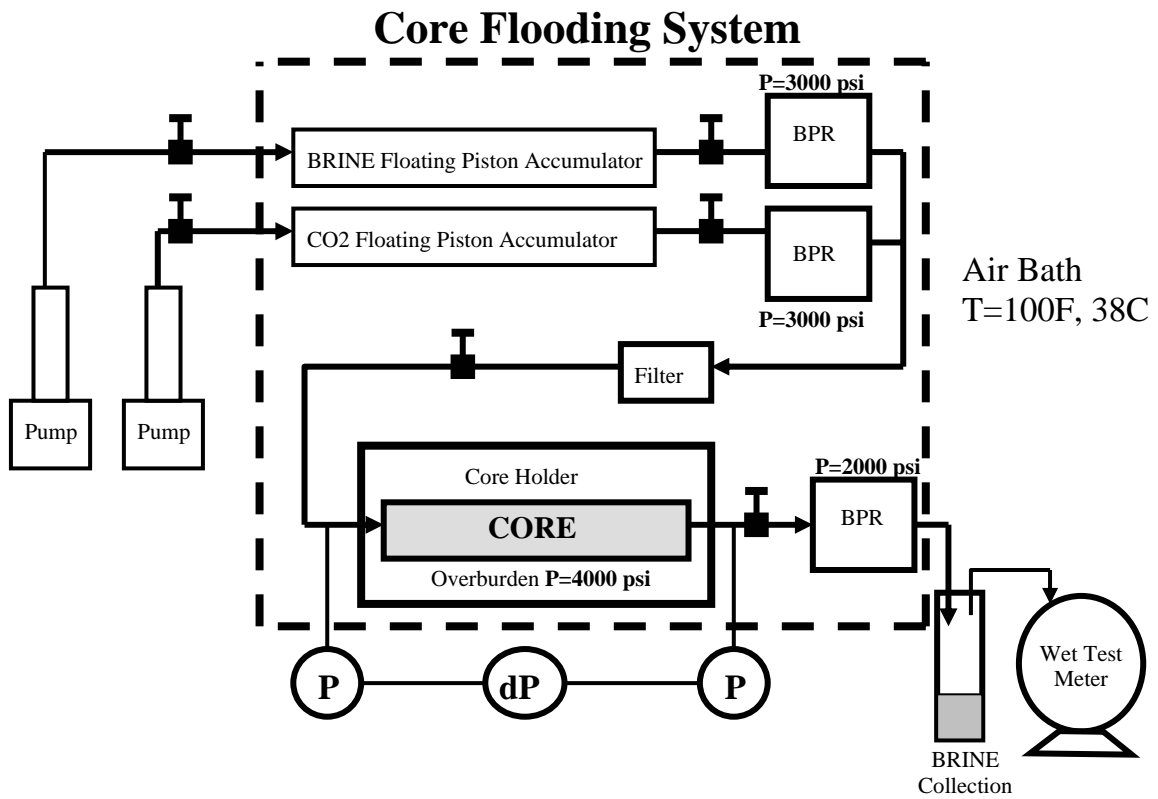 Core Flooding System
P=3000 psi
BPR
BRINE Floating Piston Accumulator
CO2 Floating Piston Accumulator
BPR
P=3000 psi
Air Bath
T=100F, 38C
Filter
Pump
Pump
P=2000 psi
Core Holder
BPR
CORE
Overburden P=4000 psi
P
dP
P
Wet Test
Meter
BRINE
Collection